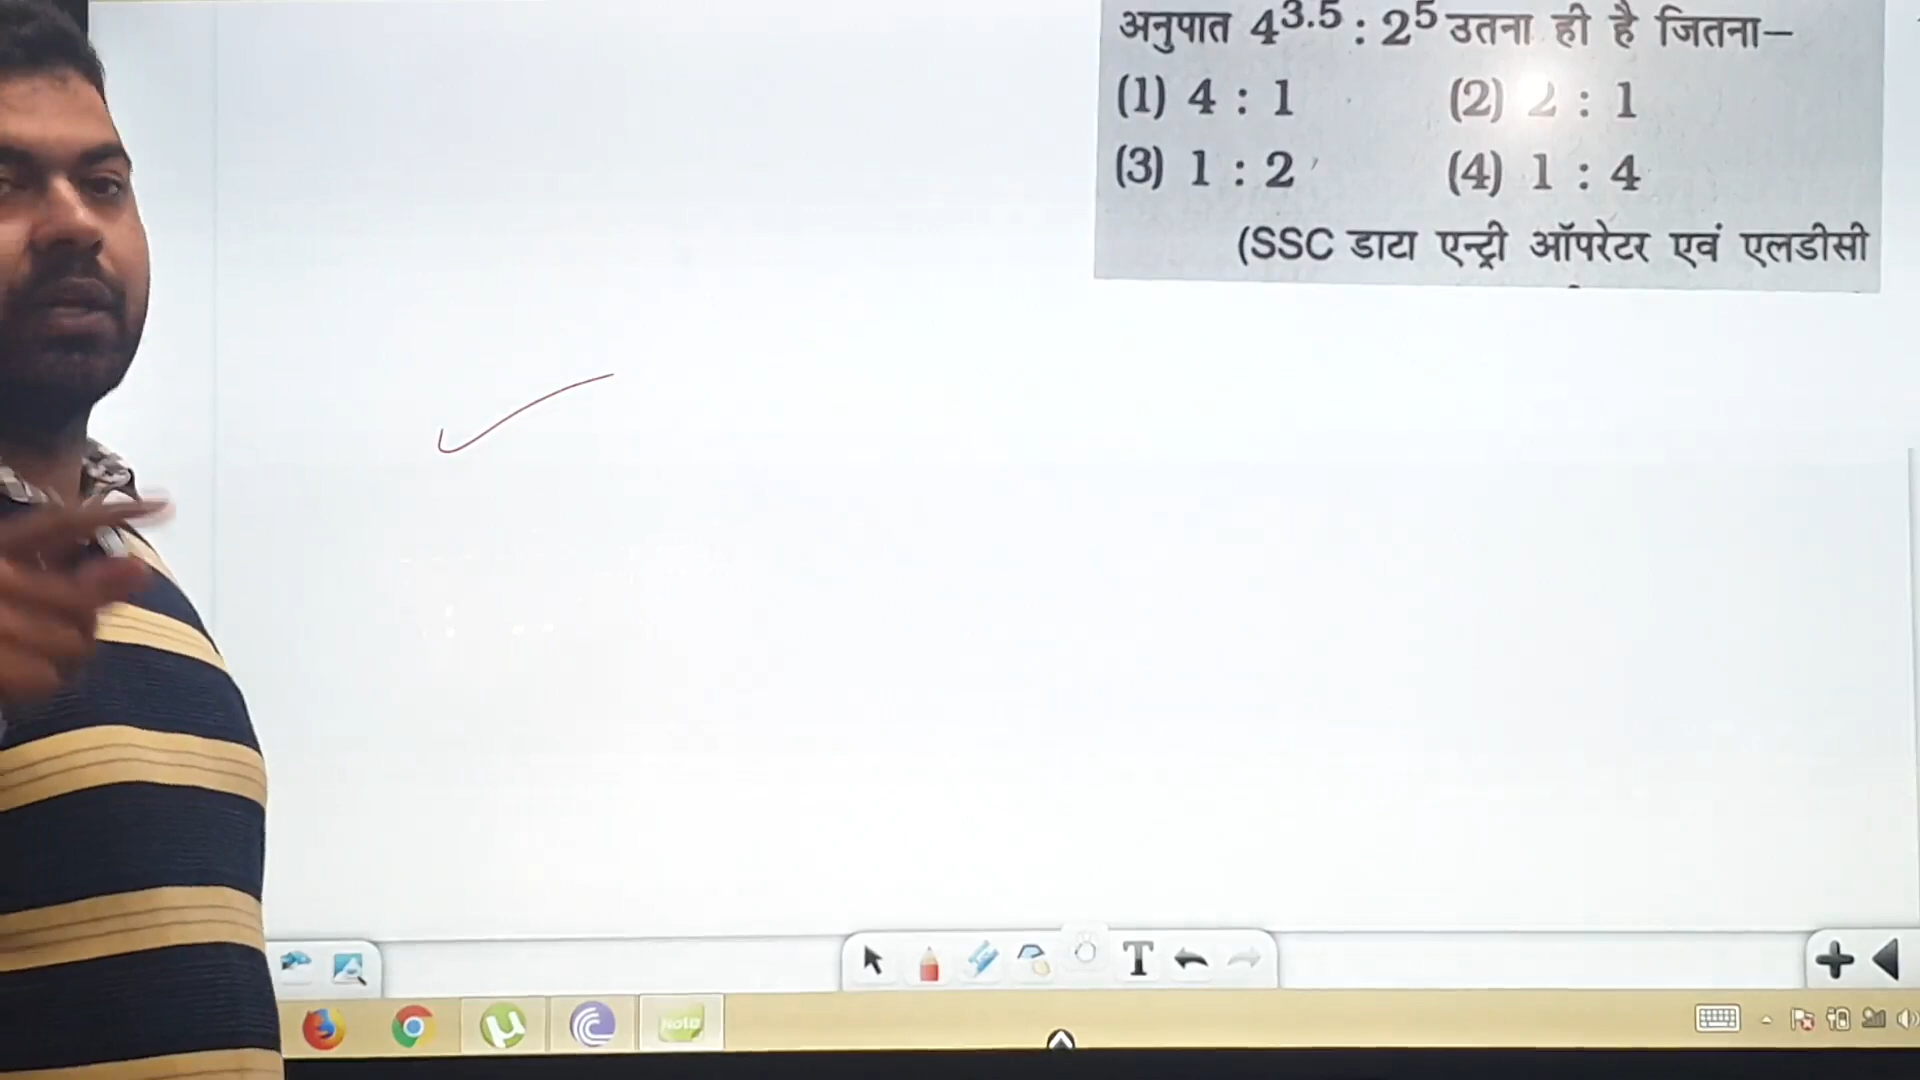 अनुपात 4^3.5 : 2^5 उतना ही है जितना–
(1) 4 : 1 (2) 2 : 1
(3) 1 : 2 (4) 1 : 4
(SSC डाटा एन्ट्री ऑपरेटर एवं एलडीसी
T
Note